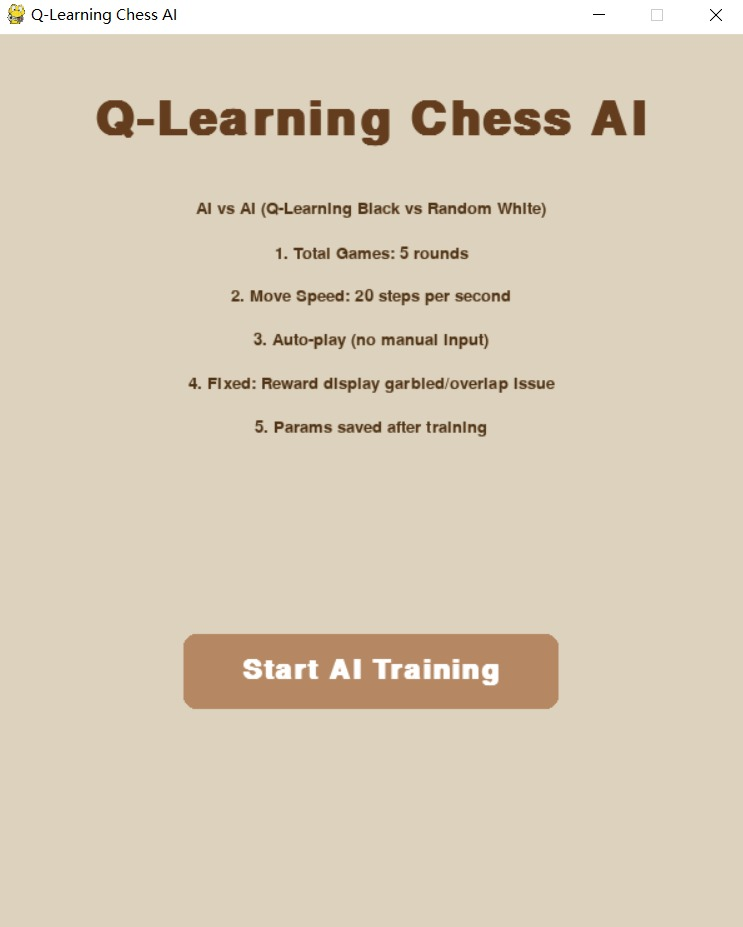 Q-Learning Chess AI
Q-Learning Chess AI
AI vs AI (Q-Learning Black vs Random White)
1. Total Games: 5 rounds
2. Move Speed: 20 steps per second
3. Auto-play (no manual input)
4. Fixed: Reward display garbled/overlap issue
5. Params saved after training
Start AI Training